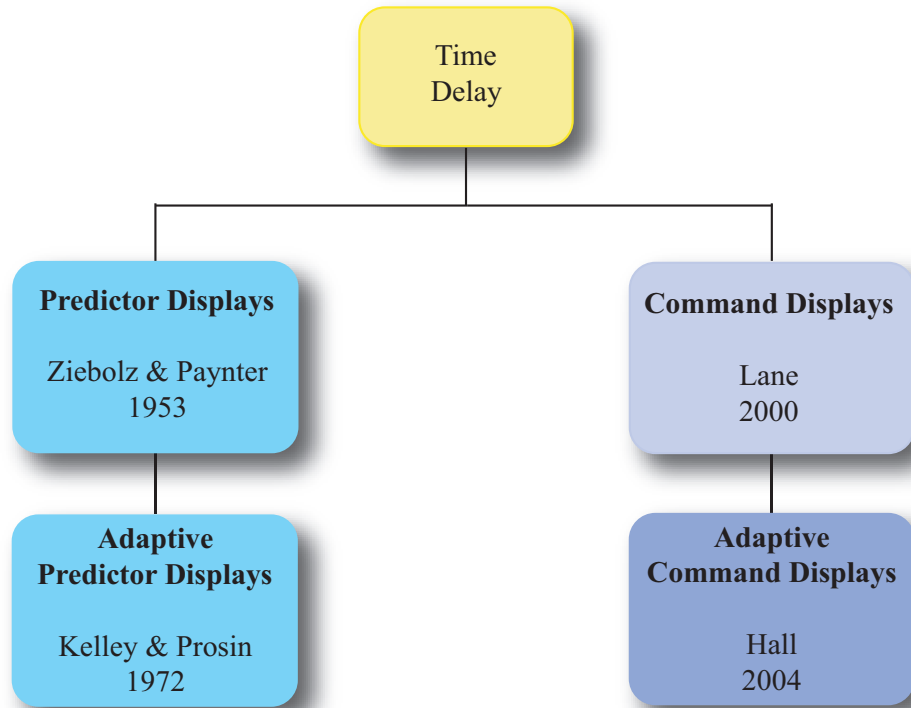 Time
Delay
Predictor Displays
Ziebolz & Paynter
1953
Command Displays
Lane
2000
Adaptive
Predictor Displays
Kelley & Prosin
1972
Adaptive
Command Displays
Hall
2004